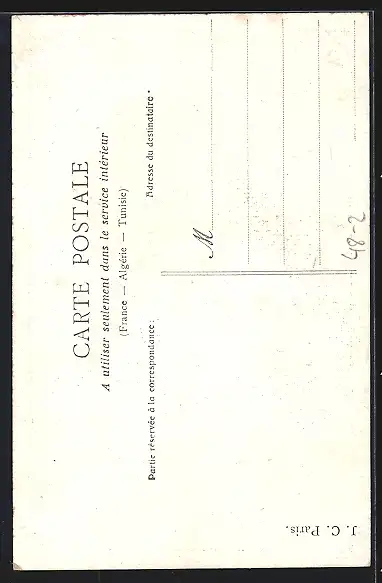 CARTE POSTALE
A utiliser seulement dans le service intérieur
(France — Algérie — Tunisie)
Partie réservée à la correspondance:
Adresse du destinataire •
M
48-2
J. C. Paris.